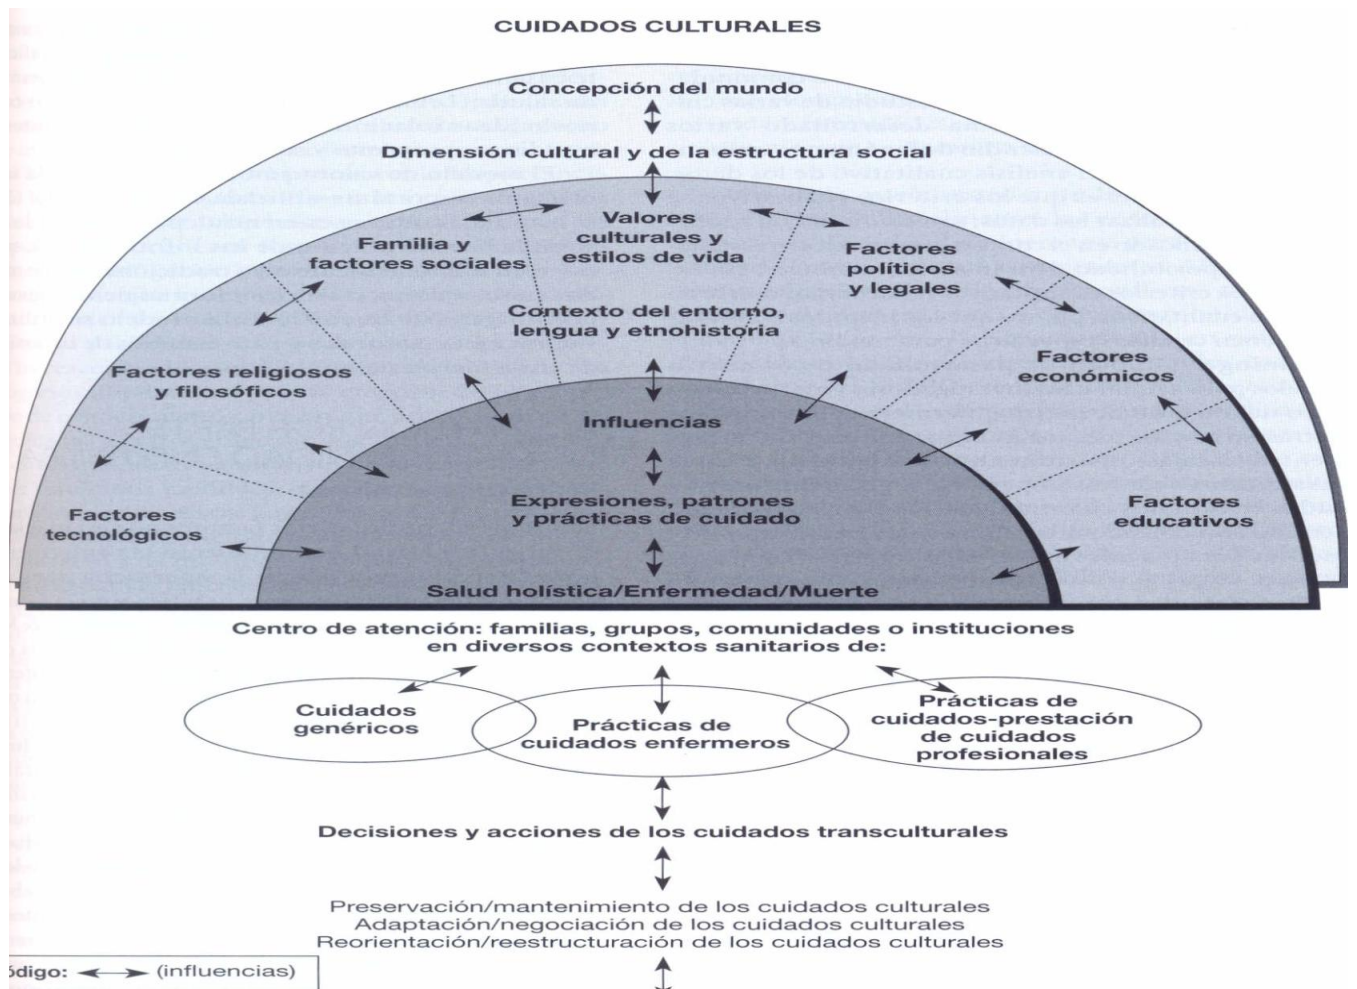 CUIDADOS CULTURALES
Concepción del mundo
Dimensión cultural y de la estructura social
Familia y
factores sociales
Valores
culturales y
estilos de vida
Factores
políticos
y legales
Contexto del entorno,
lengua y etnohistoria
Factores religiosos
y filosóficos
Factores
económicos
Influencias
Factores
tecnológicos
Expresiones, patrones
y prácticas de cuidado
Factores
educativos
Salud holística/Enfermedad/Muerte
Centro de atención: familias, grupos, comunidades o instituciones
en diversos contextos sanitarios de:
Cuidados
genéricos
Prácticas de
cuidados enfermeros
Prácticas de
cuidados-prestación
de cuidados
profesionales
Decisiones y acciones de los cuidados transculturales
Preservación/mantenimiento de los cuidados culturales
Adaptación/negociación de los cuidados culturales
Reorientación/reestructuración de los cuidados culturales
ódigo: (influencias)